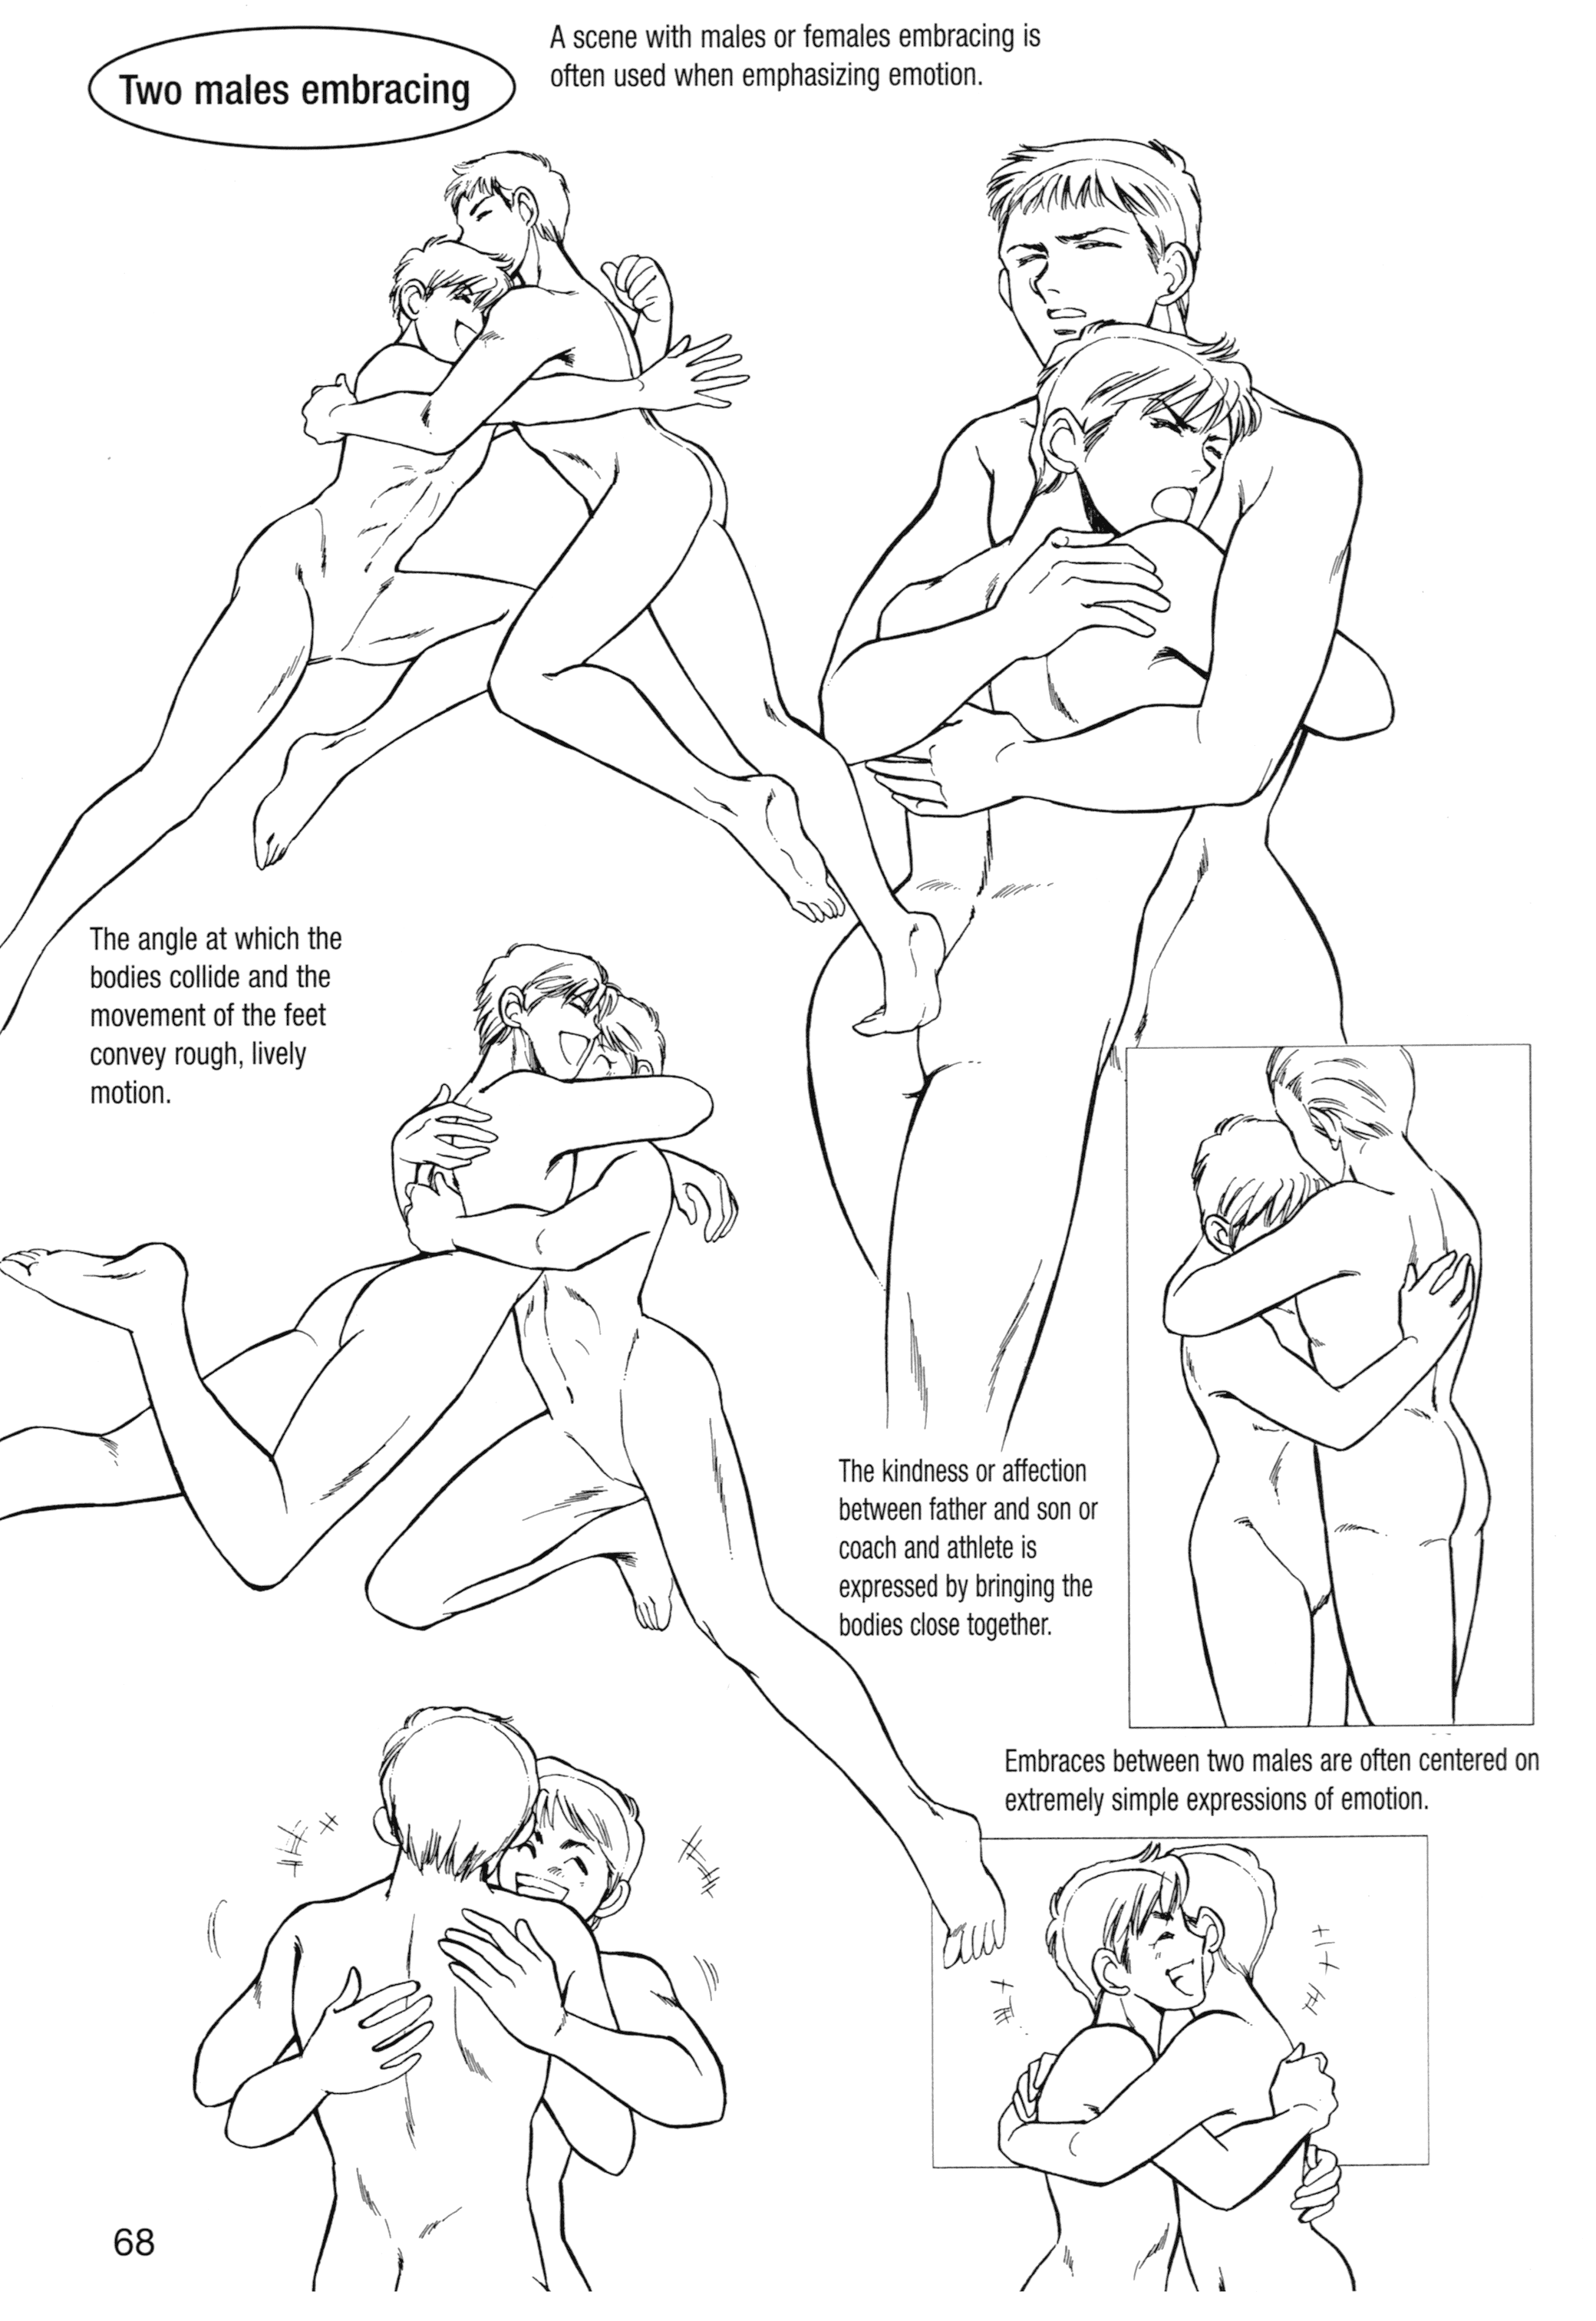 Two males embracing
A scene with males or females embracing is
often used when emphasizing emotion.
The angle at which the
bodies collide and the
movement of the feet
convey rough, lively
motion.
The kindness or affection
between father and son or
coach and athlete is
expressed by bringing the
bodies close together.
Embraces between two males are often centered on
extremely simple expressions of emotion.
68